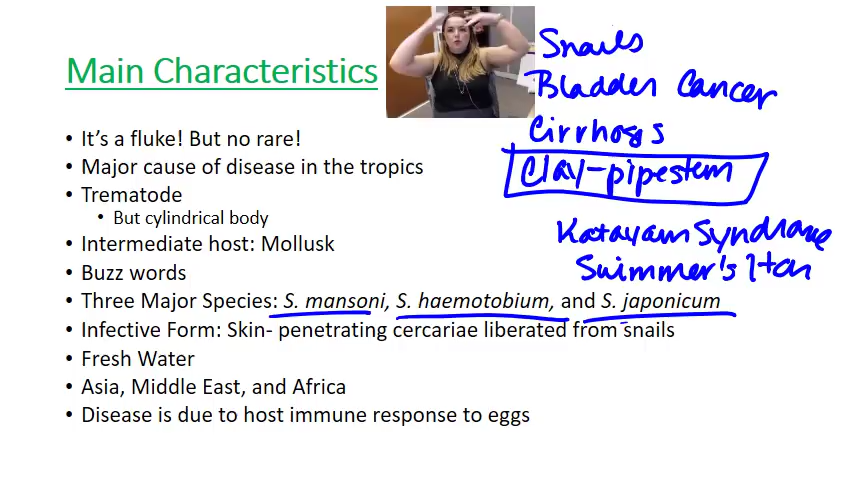 Main Characteristics
Snails
Bladder Cancer
Cirrhosis
Clay-pipestem
Katayam Syndrome
Swimmer's Itch
• It's a fluke! But no rare!
• Major cause of disease in the tropics
• Trematode
• But cylindrical body
• Intermediate host: Mollusk
• Buzz words
• Three Major Species: S. mansoni, S. haemotobium, and S. japonicum
• Infective Form: Skin- penetrating cercariae liberated from snails
• Fresh Water
• Asia, Middle East, and Africa
• Disease is due to host immune response to eggs